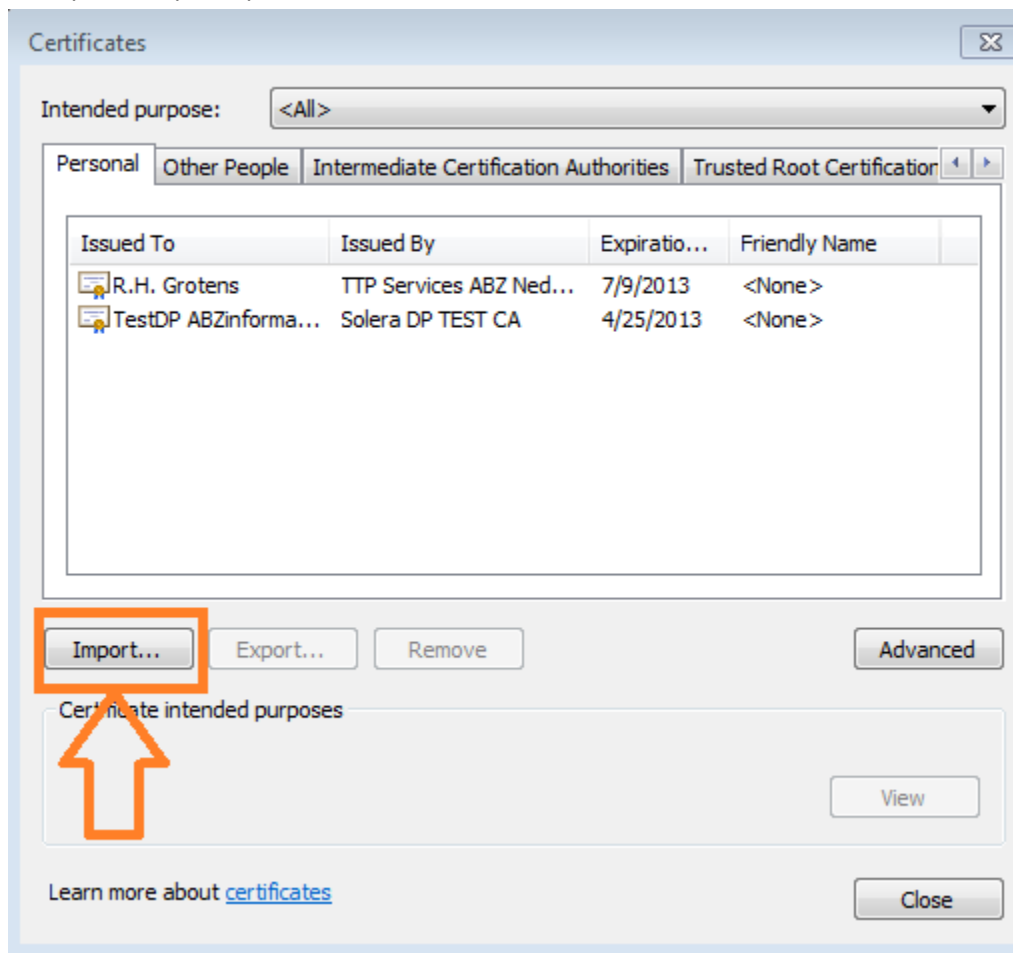 Certificates
Intended purpose: <All>
Personal Other People Intermediate Certification Authorities Trusted Root Certification
Issued To Issued By Expiratio... Friendly Name
R.H. Grotens TTP Services ABZ Ned... 7/9/2013 <None>
TestDP ABZinforma... Solera DP TEST CA 4/25/2013 <None>
Import... Export... Remove Advanced
Certificate intended purposes
View
Learn more about certificates
Close